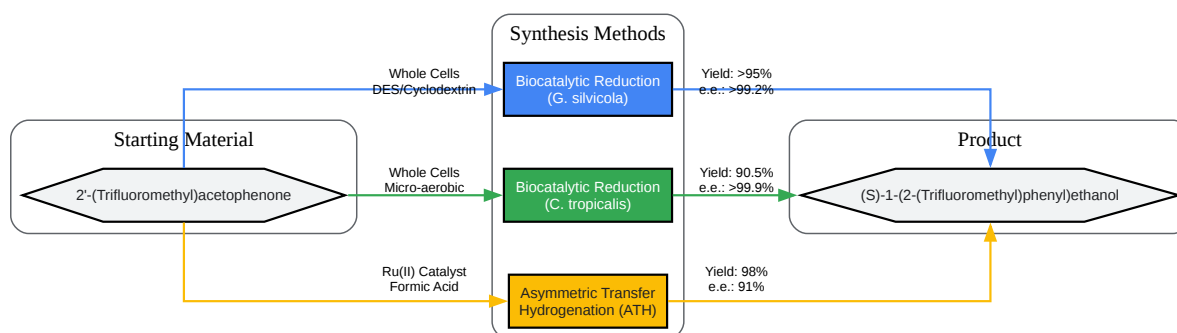 Synthesis Methods
Whole Cells
DES/Cyclodextrin
Biocatalytic Reduction
(G. silvicola)
Yield: >95%
e.e.: >99.2%
Starting Material
2'-(Trifluoromethyl)acetophenone
Whole Cells
Micro-aerobic
Biocatalytic Reduction
(C. tropicalis)
Yield: 90.5%
e.e.: >99.9%
Product
(S)-1-(2-(Trifluoromethyl)phenyl)ethanol
Ru(II) Catalyst
Formic Acid
Asymmetric Transfer
Hydrogenation (ATH)
Yield: 98%
e.e.: 91%